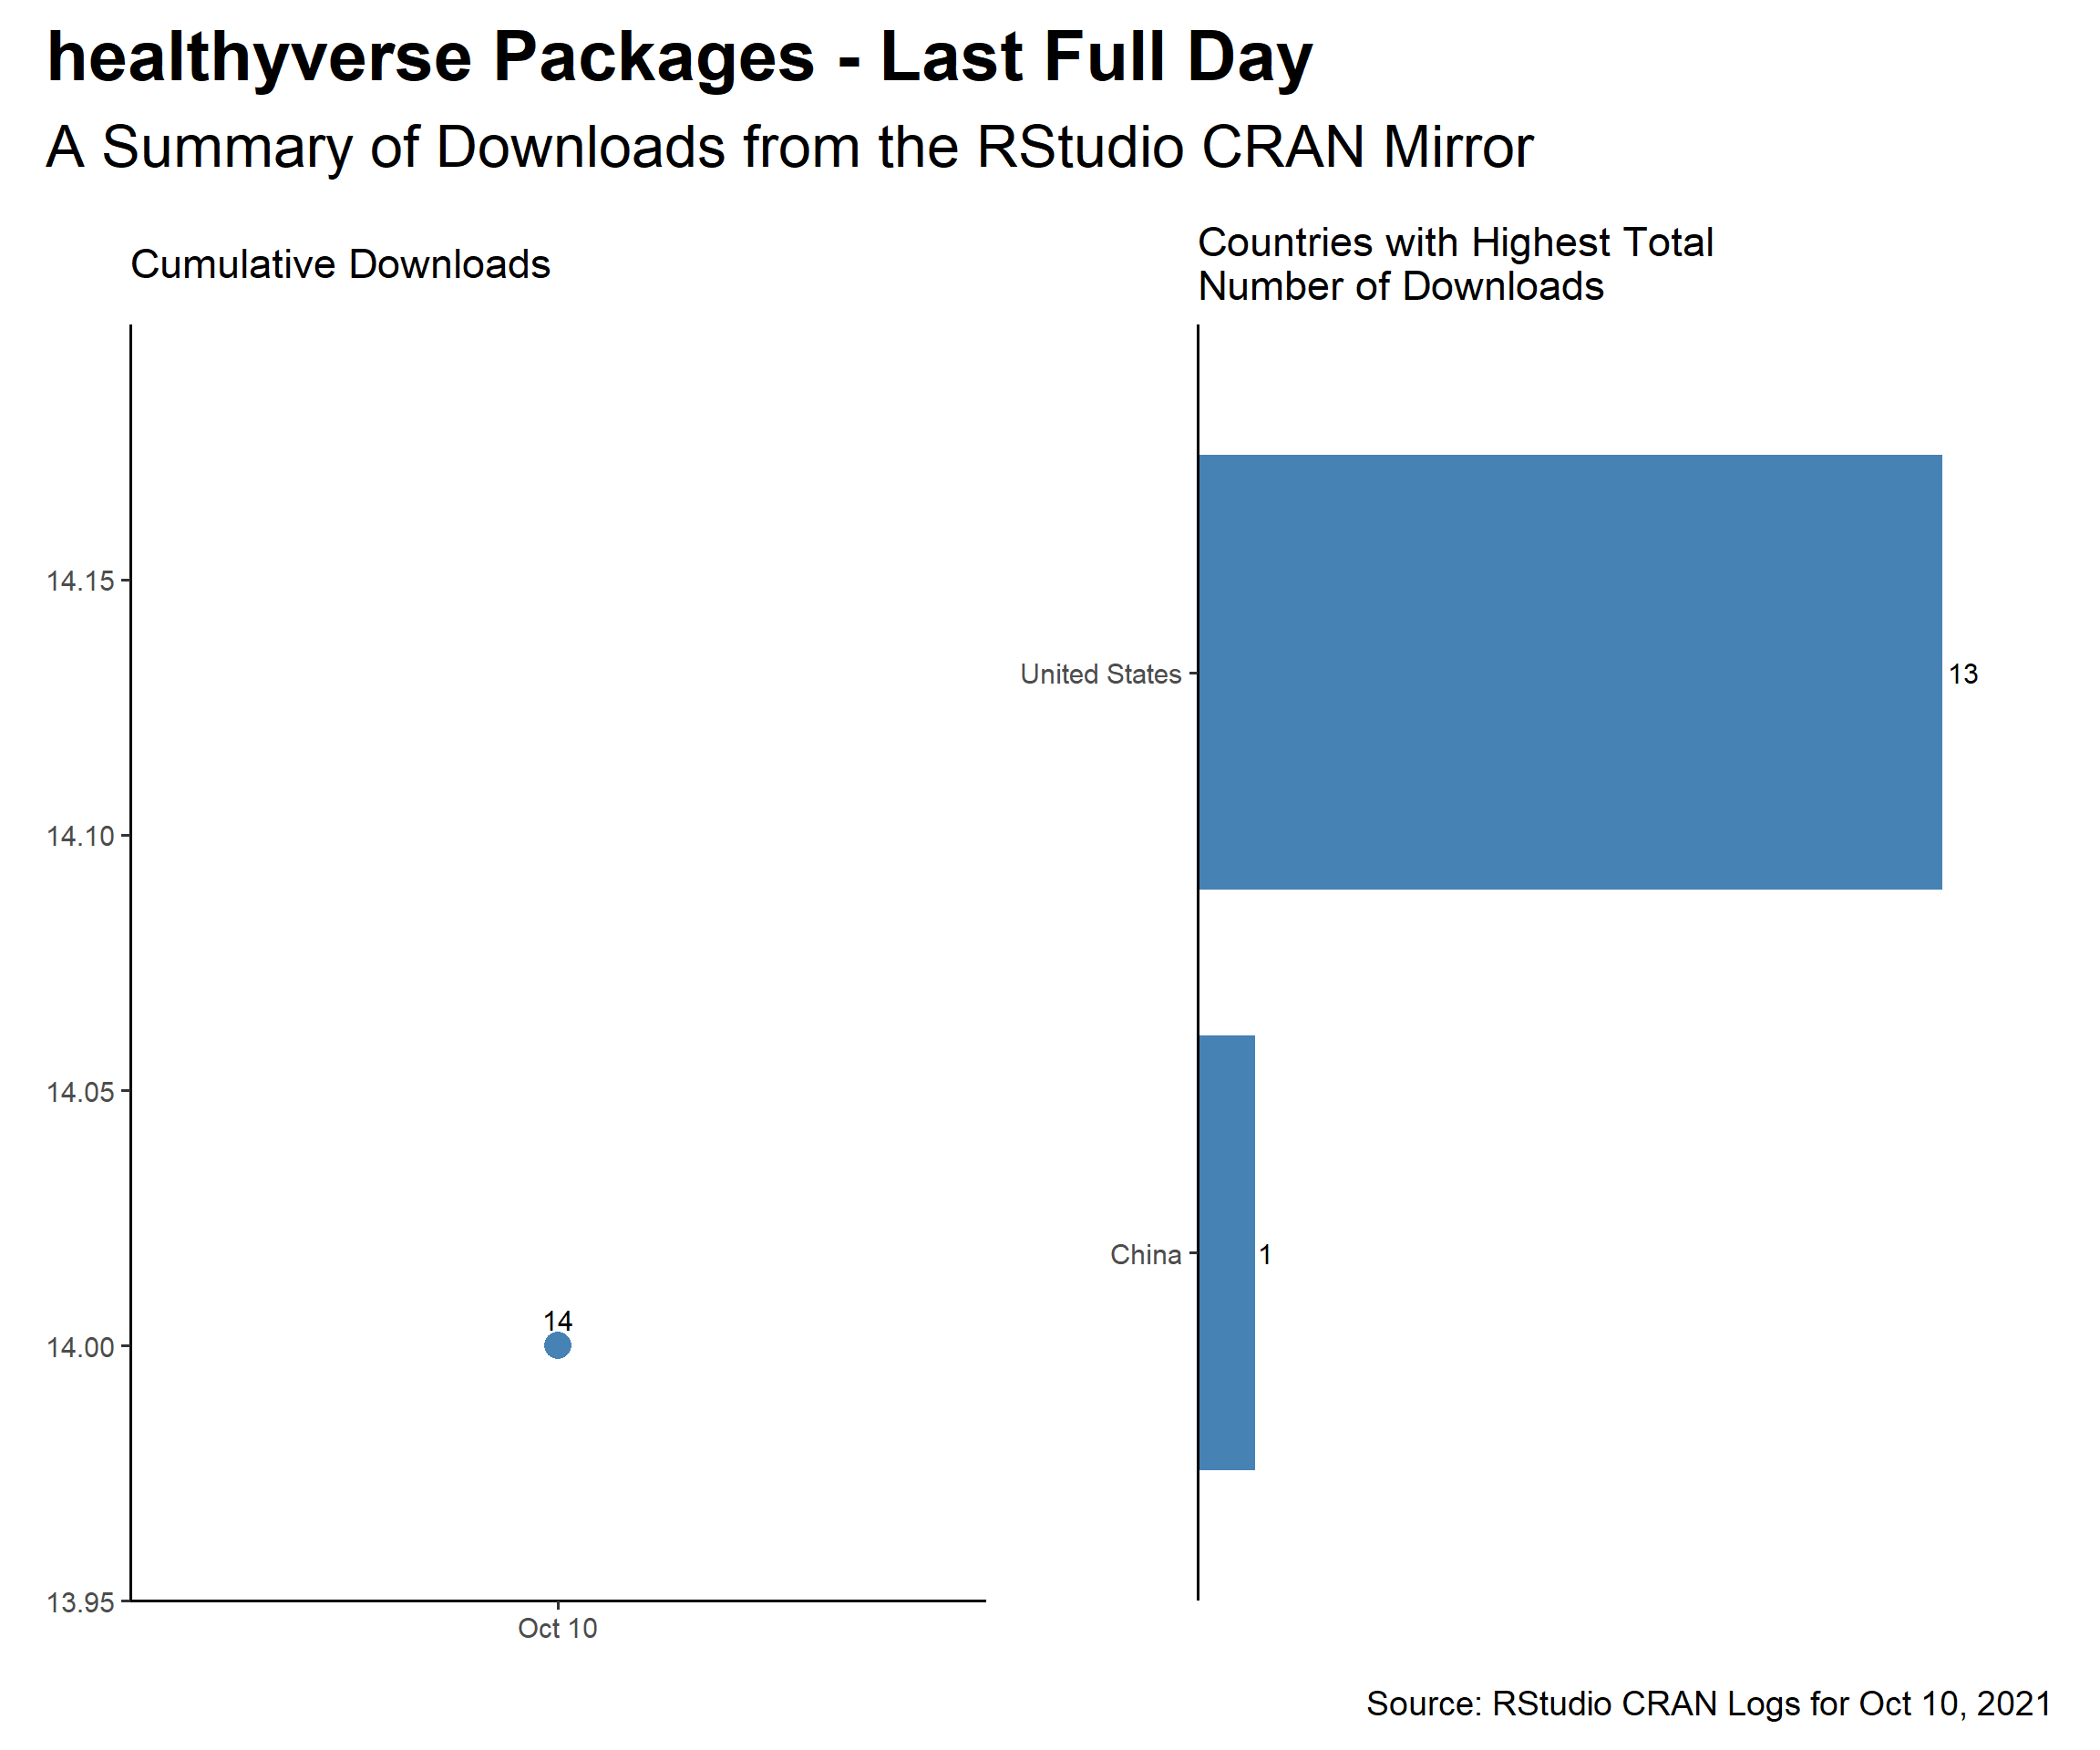 healthyverse Packages - Last Full Day
A Summary of Downloads from the RStudio CRAN Mirror
Cumulative Downloads
14.15
14.10
14.05
14.00
13.95
14
Oct 10
Countries with Highest Total
Number of Downloads
United States
13
China
1
Source: RStudio CRAN Logs for Oct 10, 2021